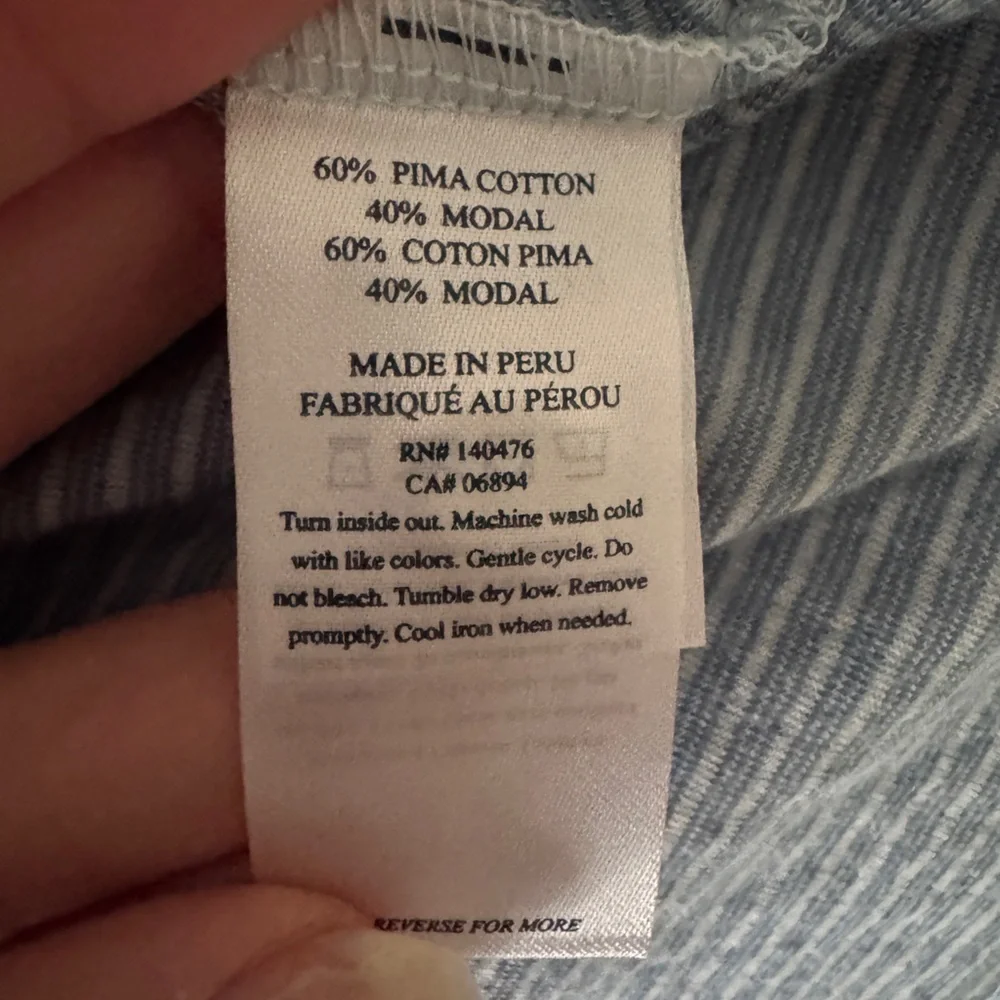 60% PIMA COTTON
40% MODAL
60% COTON PIMA
40% MODAL
MADE IN PERU
FABRIQUÉ AU PÉROU
RN# 140476
CA# 06894
Turn inside out. Machine wash cold
with like colors. Gentle cycle. Do
not bleach. Tumble dry low. Remove
promptly. Cool iron when needed.
REVERSE FOR MORE